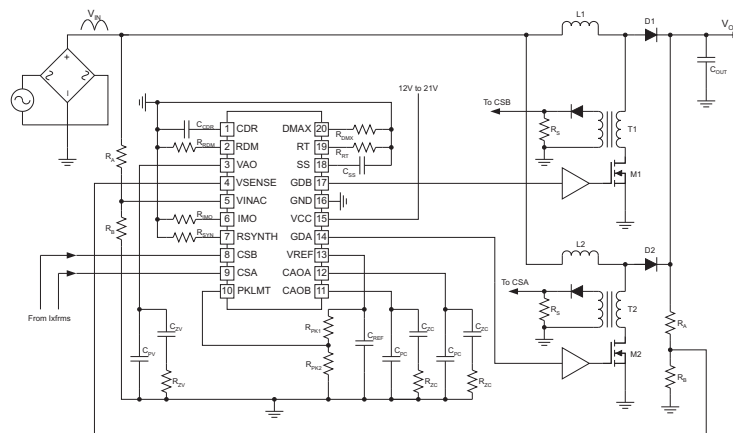 VIN
L1
D1
VO
COUT
12V to 21V
To CSB
RS
T1
M1
CCDR
RRDM
RA
RB
RIMO
RSYN
1 CDR
2 RDM
3 VAO
4 VSENSE
5 VINAC
6 IMO
7 RSYNTH
8 CSB
9 CSA
10 PKLMT
DMAX 20
RT 19
SS 18
GDB 17
GND 16
VCC 15
GDA 14
VREF 13
CAOA 12
CAOB 11
RDMX
RRT
CSS
From Ixfrms
L2
D2
To CSA
RS
T2
M2
RA
RB
CZV
CPV
RZV
RPK1
RPK2
CREF
CPC
CZC
RZC
CPC
CZC
RZC